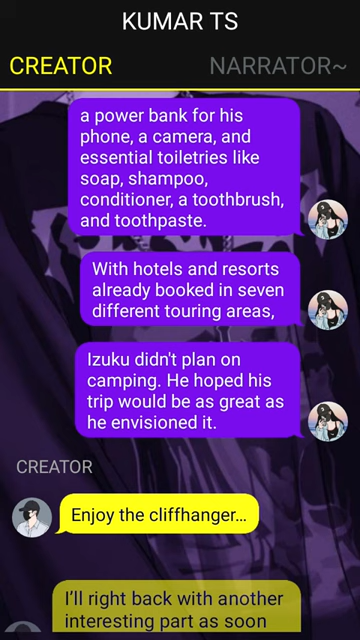 KUMAR TS
CREATOR
NARRATOR~
a power bank for his
phone, a camera, and
essential toiletries like
soap, shampoo,
conditioner, a toothbrush,
and toothpaste.
With hotels and resorts
already booked in seven
different touring areas,
Izuku didn't plan on
camping. He hoped his
trip would be as great as
he envisioned it.
CREATOR
Enjoy the cliffhanger…
I’ll right back with another
interesting part as soon